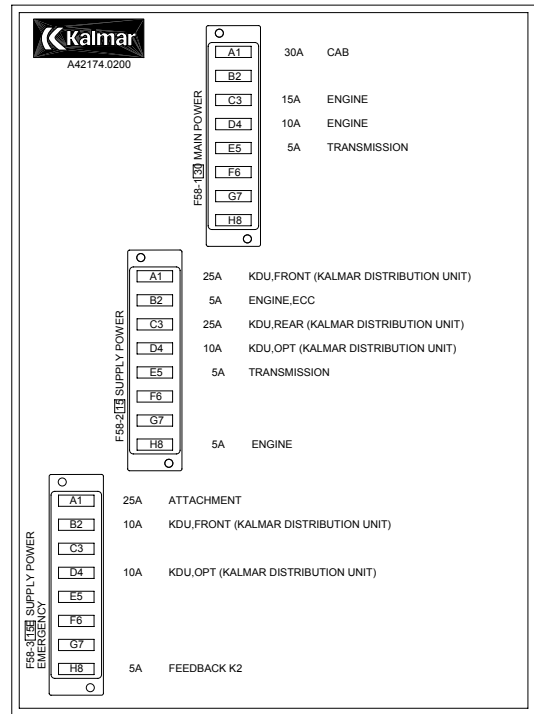 Kalmar
A42174.0200
F58-1 30 MAIN POWER
A1 30A CAB
B2
C3 15A ENGINE
D4 10A ENGINE
E5 5A TRANSMISSION
F6
G7
H8
F58-2 15 SUPPLY POWER
A1 25A KDU,FRONT (KALMAR DISTRIBUTION UNIT)
B2 5A ENGINE,ECC
C3 25A KDU,REAR (KALMAR DISTRIBUTION UNIT)
D4 10A KDU,OPT (KALMAR DISTRIBUTION UNIT)
E5 5A TRANSMISSION
F6
G7
H8 5A ENGINE
F58-3 15E SUPPLY POWER
EMERGENCY
A1 25A ATTACHMENT
B2 10A KDU,FRONT (KALMAR DISTRIBUTION UNIT)
C3
D4 10A KDU,OPT (KALMAR DISTRIBUTION UNIT)
E5
F6
G7
H8 5A FEEDBACK K2